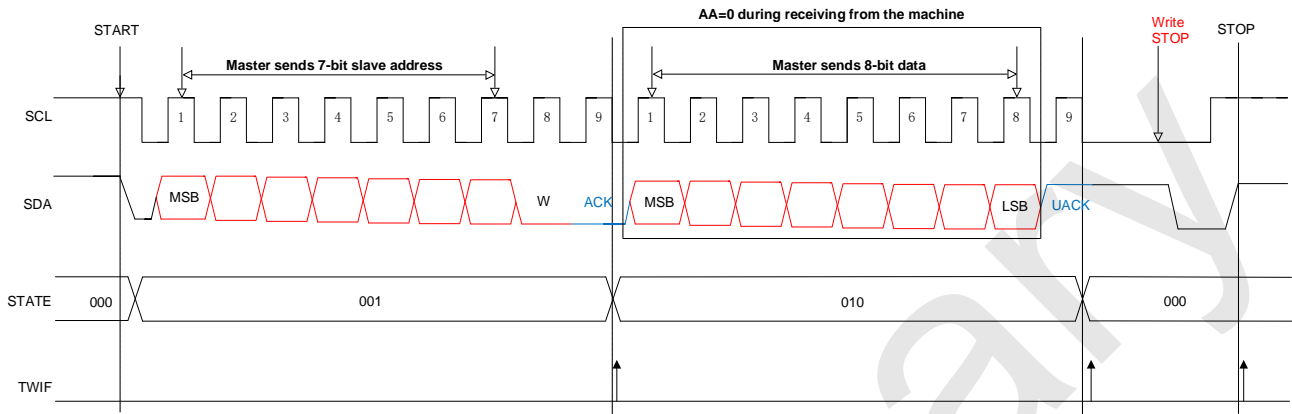 AA=0 during receiving from the machine
START
Write
STOP
STOP
Master sends 7-bit slave address
Master sends 8-bit data
SCL
1 2 3 4 5 6 7 8 9 1 2 3 4 5 6 7 8 9
SDA
MSB W ACK MSB LSB UACK
STATE
000 001 010 000
TWIF